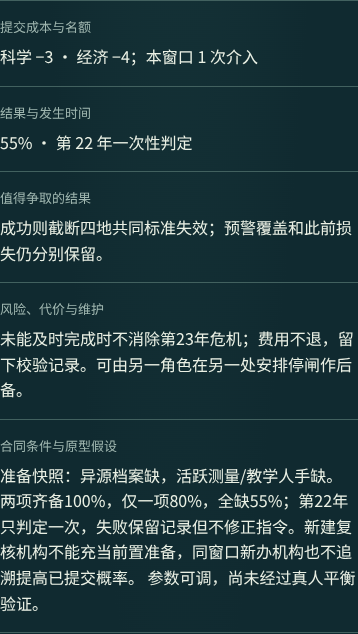 提交成本与名额
科学 −3 · 经济 −4；本窗口 1 次介入
结果与发生时间
55% · 第 22 年一次性判定
值得争取的结果
成功则截断四地共同标准失效；预警覆盖和此前损
失仍分别保留。
风险、代价与维护
未能及时完成时不消除第23年危机；费用不退，留
下校验记录。可由另一角色在另一处安排停闸作后
备。
合同条件与原型假设
准备快照：异源档案缺，活跃测量/教学人手缺。
两项齐备100%，仅一项80%，全缺55%；第22年
只判定一次，失败保留记录但不修正指令。新建复
核机构不能充当前置准备，同窗口新办机构也不追
溯提高已提交概率。 参数可调，尚未经过真人平衡
验证。